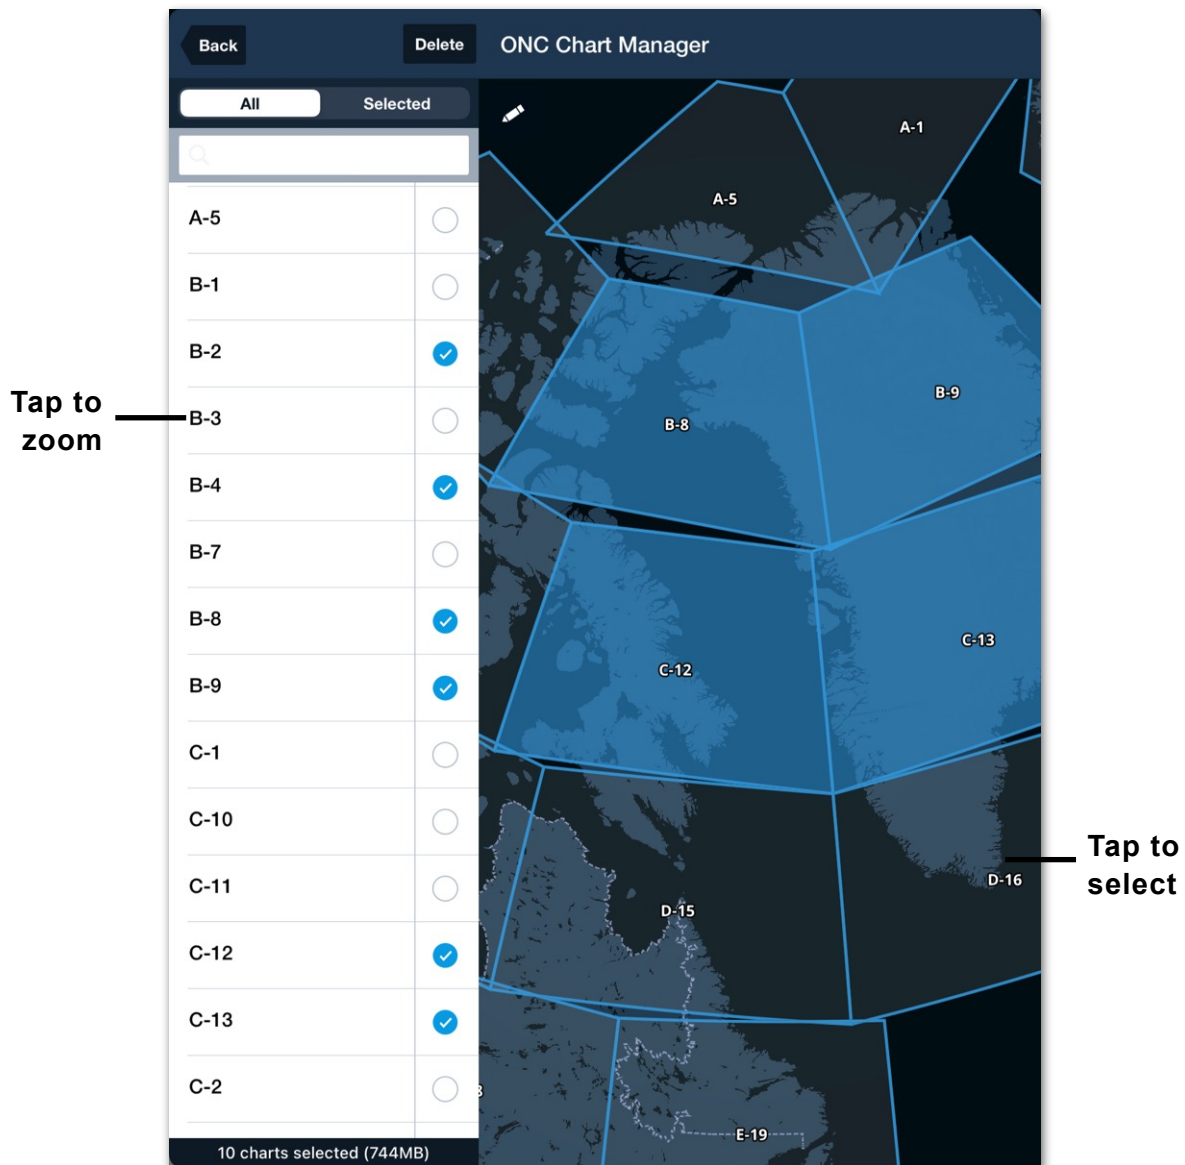 Back
Delete
ONC Chart Manager
All
Selected
A-5
B-1
B-2
B-3
B-4
B-7
B-8
B-9
C-1
C-10
C-11
C-12
C-13
C-2
10 charts selected (744MB)
Tap to
zoom
A-1
A-5
B-9
B-8
C-13
C-12
D-16
D-15
E-19
Tap to
select